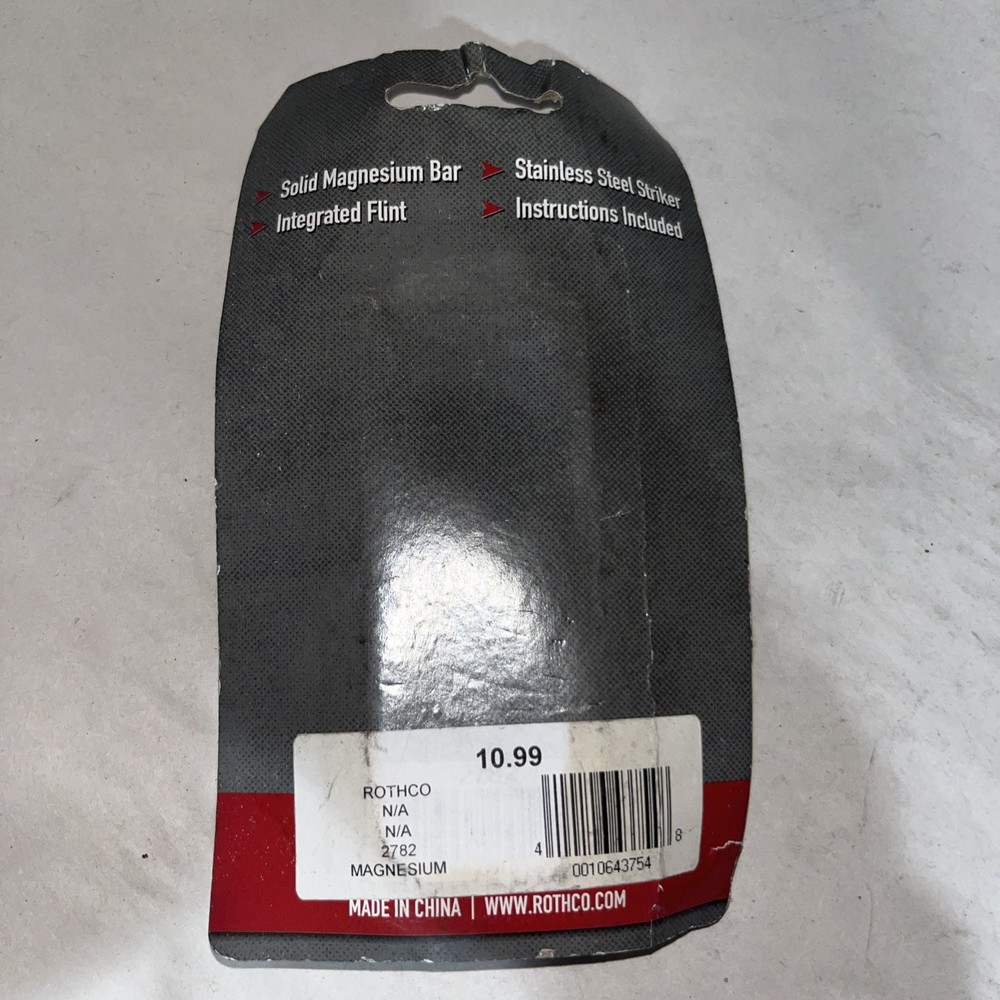 Solid Magnesium Bar
Integrated Flint
Stainless Steel Striker
Instructions Included
10.99
ROTHCO
N/A
N/A
2782
MAGNESIUM
4 0010643754 8
MADE IN CHINA | WWW.ROTHCO.COM